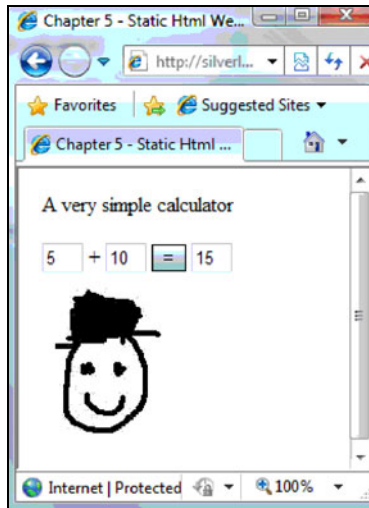 Chapter 5 - Static Html We...
http://silverl...
Favorites Suggested Sites
Chapter 5 - Static Html ...
A very simple calculator
5 + 10 = 15
Internet | Protected 100%